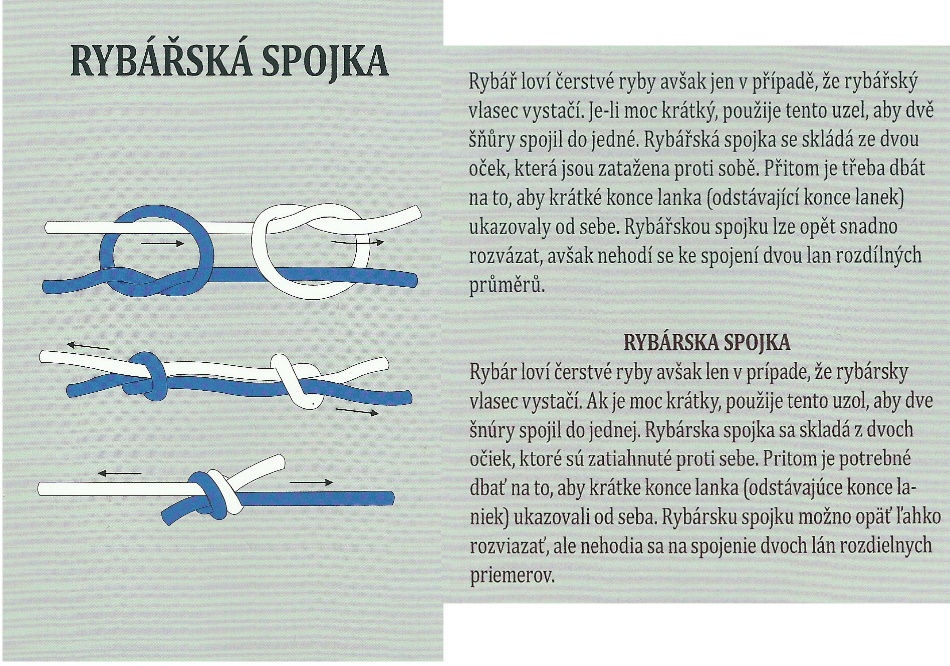 RYBÁŘSKÁ SPOJKA
Rybář loví čerstvé ryby avšak jen v případě, že rybářský
vlasec vystačí. Je-li moc krátký, použije tento uzel, aby dvě
šňůry spojil do jedné. Rybářská spojka se skládá ze dvou
oček, která jsou zatažena proti sobě. Přitom je třeba dbát
na to, aby krátké konce lanka (odstávající konce lanek)
ukazovaly od sebe. Rybářskou spojku lze opět snadno
rozvázat, avšak nehodí se ke spojení dvou lan rozdílných
průměrů.
RYBÁRSKA SPOJKA
Rybár loví čerstvé ryby avšak len v prípade, že rybársky
vlasec vystačí. Ak je moc krátky, použije tento uzol, aby dve
šnúry spojil do jednej. Rybárska spojka sa skladá z dvoch
očiek, ktoré sú zatiahnuté proti sebe. Pritom je potrebné
dbať na to, aby krátke konce lanka (odstávajúce konce la-
niek) ukazovali od seba. Rybársku spojku možno opäť ľahko
rozviazať, ale nehodia sa na spojenie dvoch lán rozdielnych
priemerov.